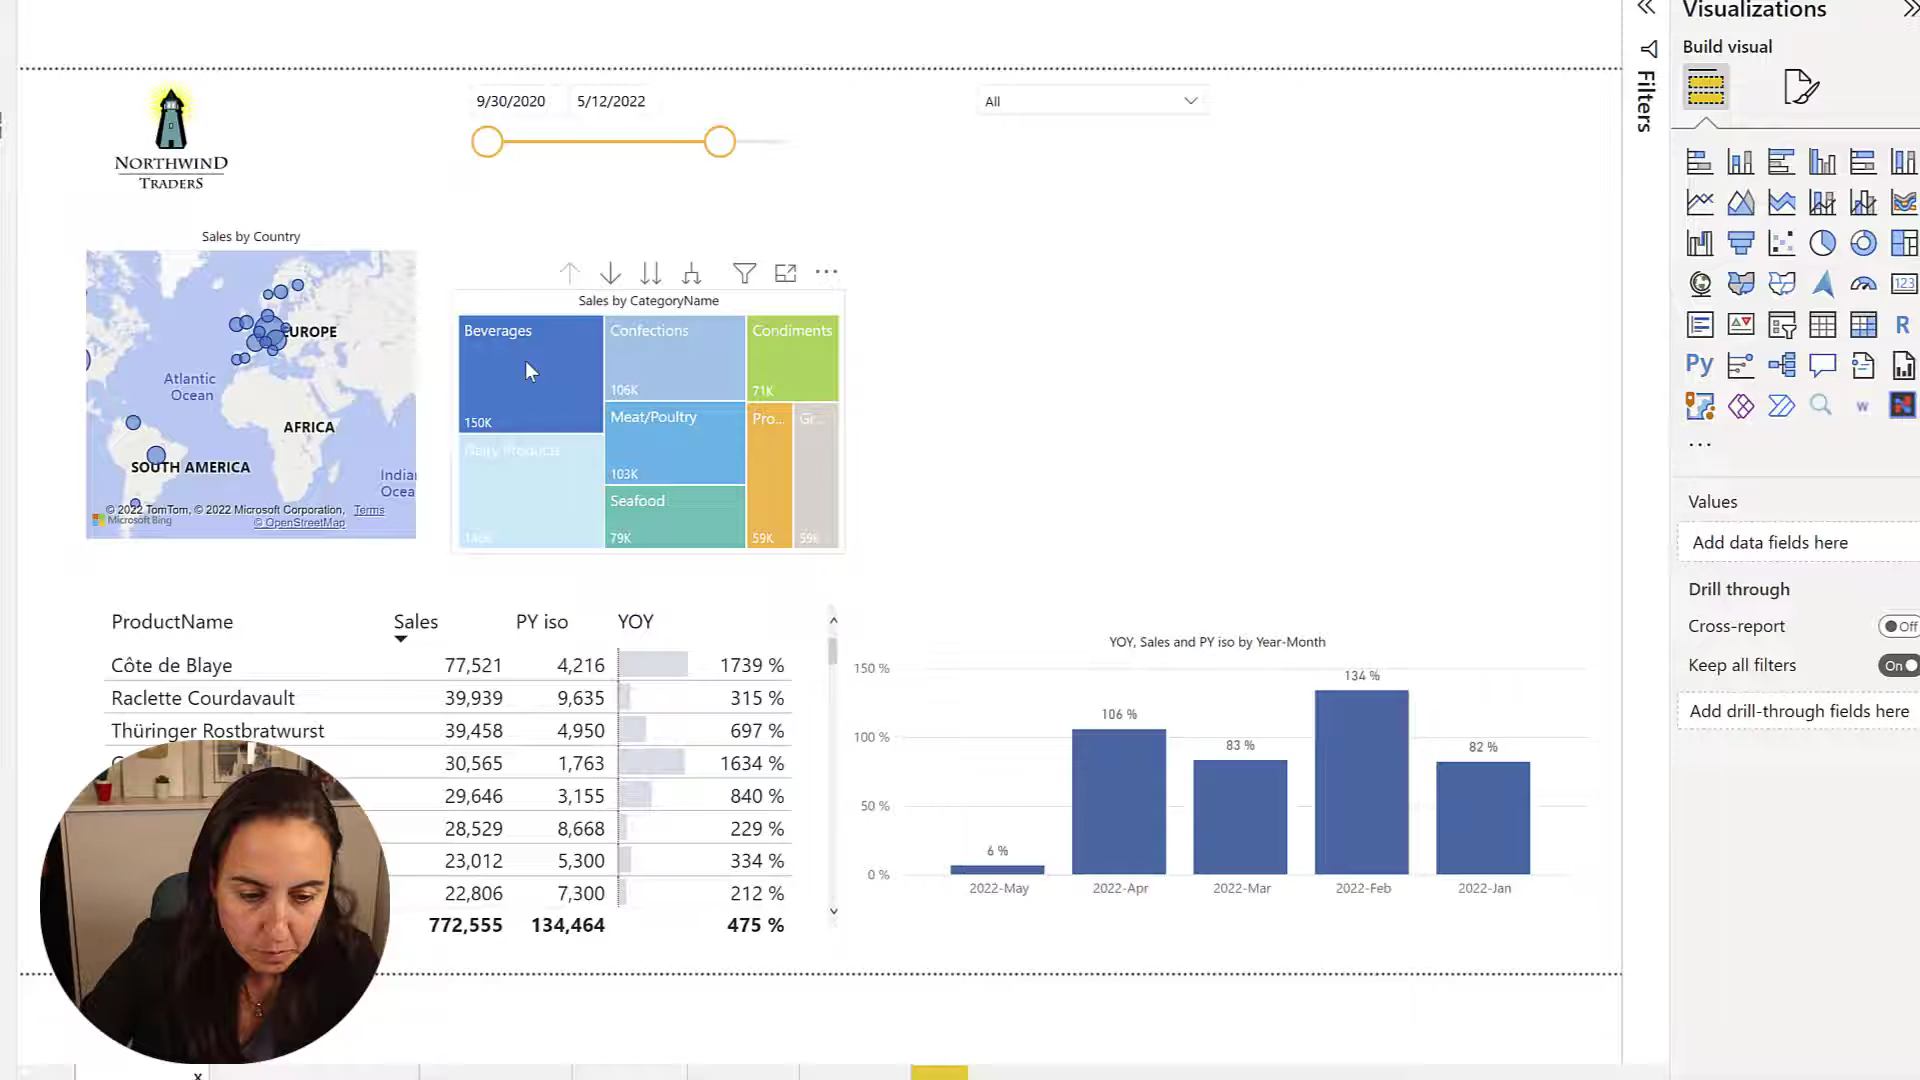 Visualizations
Build visual
Filters
9/30/2020
5/12/2022
All
NORTHWIND
TRADERS
Sales by Country
EUROPE
Atlantic
Ocean
AFRICA
SOUTH AMERICA
Indian
Ocea
© 2022 TomTom, © 2022 Microsoft Corporation, Terms
Microsoft Bing
© OpenStreetMap
Sales by CategoryName
Beverages
150K
Confections
106K
Condiments
71K
Meat/Poultry
103K
Pro...
59K
Gr...
59K
Dairy Products
Seafood
79K
123
R
Py
W
...
Values
Add data fields here
Drill through
Cross-report
Off
Keep all filters
On
Add drill-through fields here
ProductName Sales PY iso YOY
Côte de Blaye 77,521 4,216 1739 %
Raclette Courdavault 39,939 9,635 315 %
Thüringer Rostbratwurst 39,458 4,950 697 %
30,565 1,763 1634 %
29,646 3,155 840 %
28,529 8,668 229 %
23,012 5,300 334 %
22,806 7,300 212 %
772,555 134,464 475 %
YOY, Sales and PY iso by Year-Month
150 %
100 %
50 %
0 %
6 %
106 %
83 %
134 %
82 %
2022-May
2022-Apr
2022-Mar
2022-Feb
2022-Jan